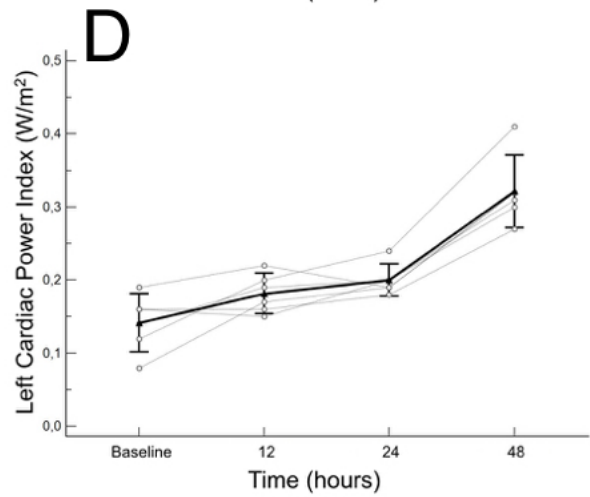 D
Left Cardiac Power Index (W/m²)
0,5
0,4
0,3
0,2
0,1
0,0
Baseline 12 24 48
Time (hours)